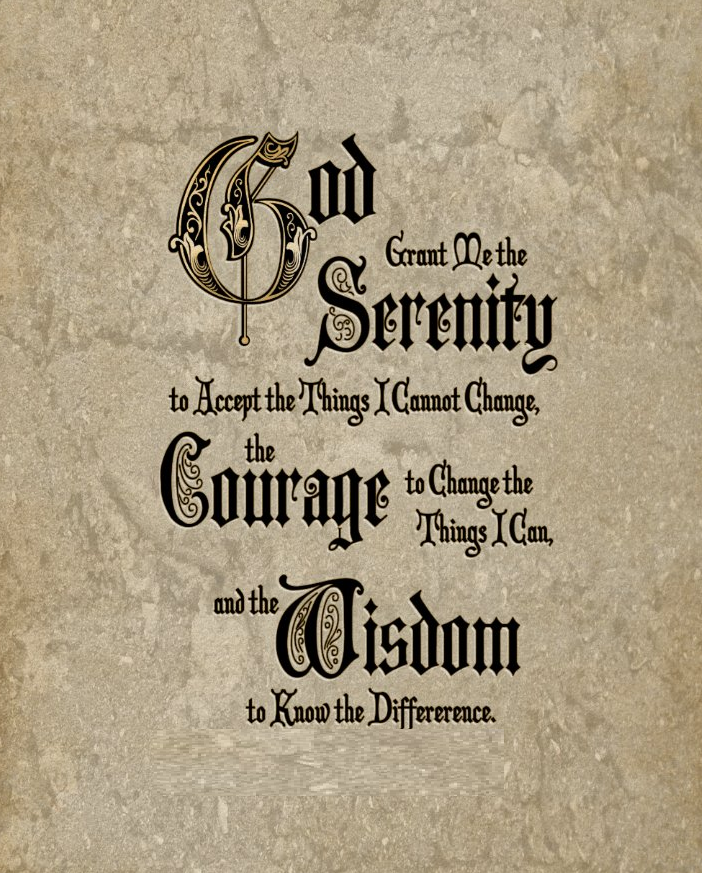 God
Grant Me the
Serenity
to Accept the Things I Cannot Change,
the
Courage to Change the
Things I Can,
and the Wisdom
to Know the Differerence.